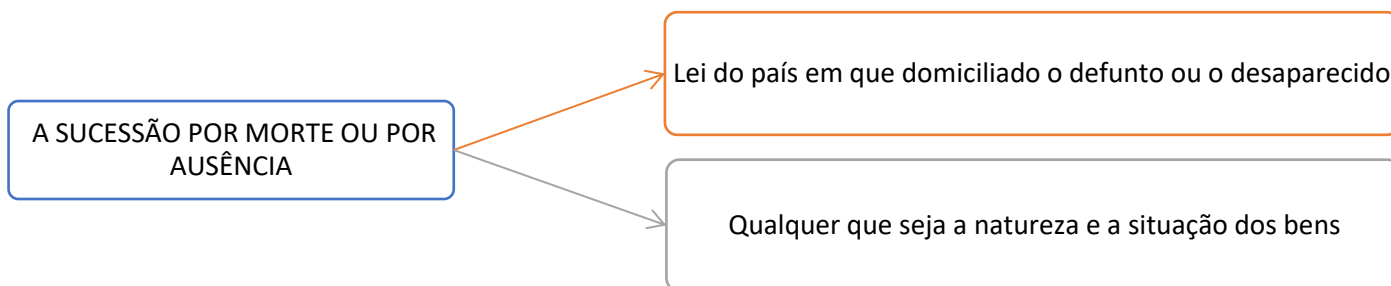 A SUCESSÃO POR MORTE OU POR
AUSÊNCIA
Lei do país em que domiciliado o defunto ou o desaparecido
Qualquer que seja a natureza e a situação dos bens